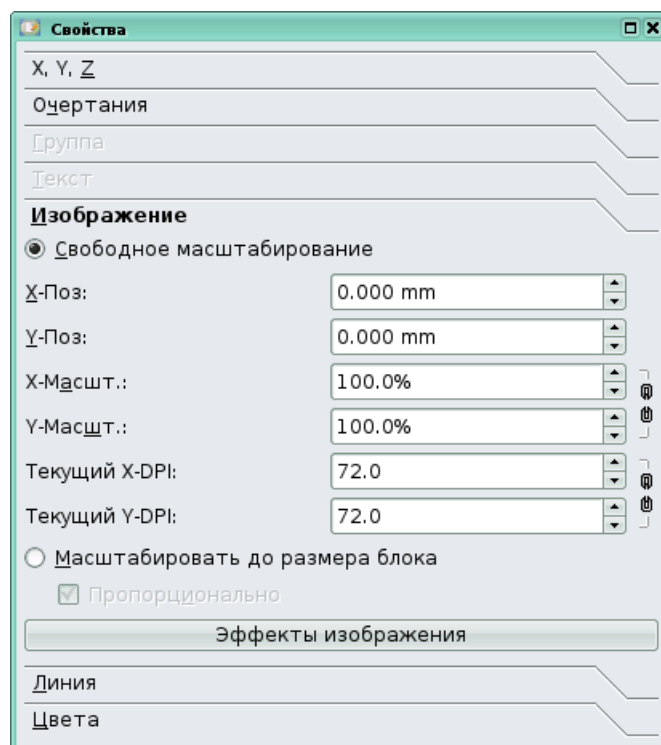 Свойства
X, Y, Z
Очертания
Группа
Текст
Изображение
Свободное масштабирование
X-Поз: 0.000 mm
Y-Поз: 0.000 mm
X-Масшт.: 100.0%
Y-Масшт.: 100.0%
Текущий X-DPI: 72.0
Текущий Y-DPI: 72.0
Масштабировать до размера блока
Пропорционально
Эффекты изображения
Линия
Цвета